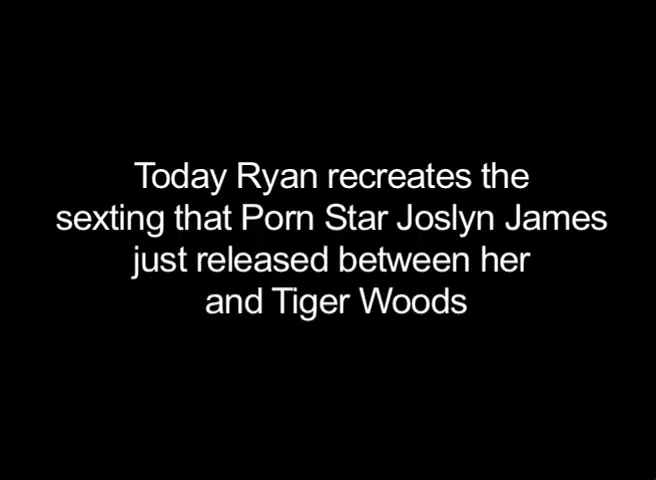 Today Ryan recreates the
sexting that Porn Star Joslyn James
just released between her
and Tiger Woods